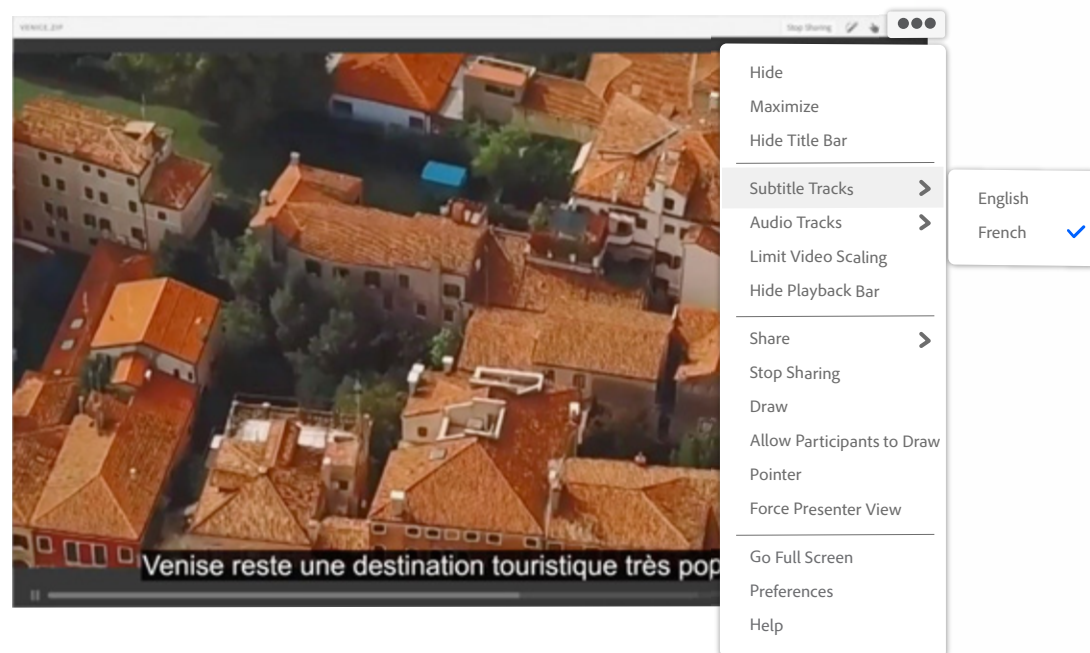 VENICE.ZIP
Stop Sharing
Hide
Maximize
Hide Title Bar
Subtitle Tracks
English
Audio Tracks
French
Limit Video Scaling
Hide Playback Bar
Share
Stop Sharing
Draw
Allow Participants to Draw
Pointer
Force Presenter View
Go Full Screen
Preferences
Help
Venise reste une destination touristique très pop